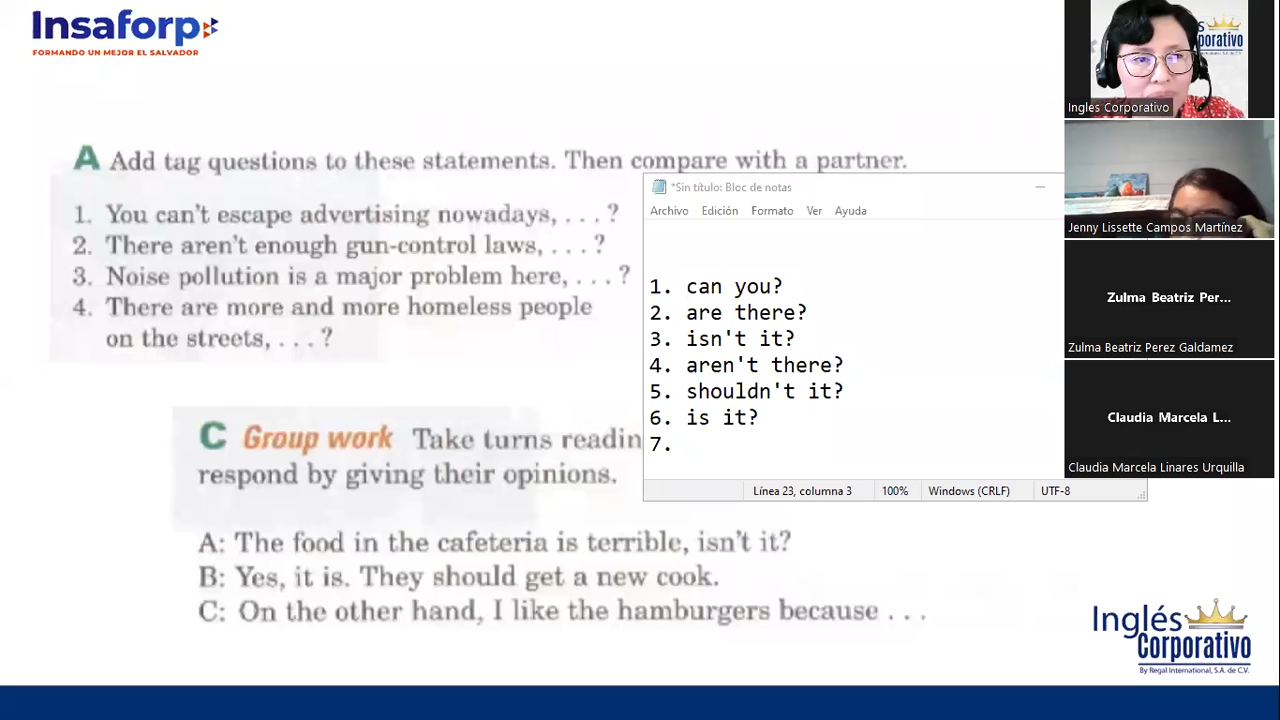 Insaforp
FORMANDO UN MEJOR EL SALVADOR
A Add tag questions to these statements. Then compare with a partner.
1. You can't escape advertising nowadays, . . . ?
2. There aren't enough gun-control laws, . . . ?
3. Noise pollution is a major problem here, . . . ?
4. There are more and more homeless people
on the streets, . . . ?
*Sin título: Bloc de notas
Archivo Edición Formato Ver Ayuda
1. can you?
2. are there?
3. isn't it?
4. aren't there?
5. shouldn't it?
6. is it?
7.
Línea 23, columna 3 100% Windows (CRLF) UTF-8
C Group work Take turns readin
respond by giving their opinions.
A: The food in the cafeteria is terrible, isn't it?
B: Yes, it is. They should get a new cook.
C: On the other hand, I like the hamburgers because . . .
Inglés
Corporativo
By Regal International, S.A. de C.V.
Ingles Corporativo
Jenny Lissette Campos Martínez
Zulma Beatriz Per...
Zulma Beatriz Perez Galdamez
Claudia Marcela L...
Claudia Marcela Linares Urquilla